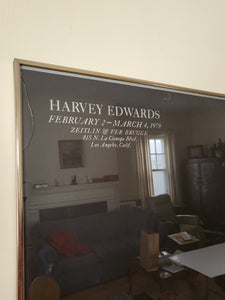 HARVEY EDWARDS
FEBRUARY 2–MARCH 4, 1979
ZEITLIN & VER BRUGGE
815 N. La Cienega Blvd.
Los Angeles, Calif.